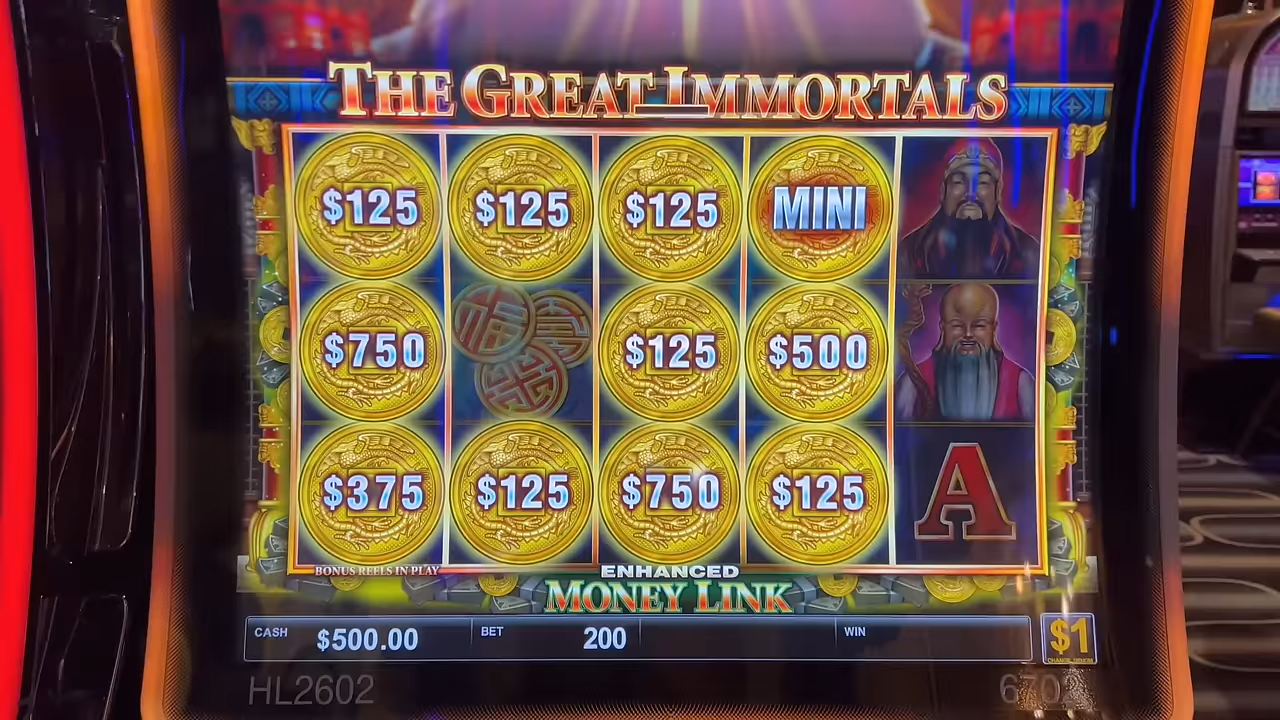 THE GREAT IMMORTALS
$125 $125 $125 MINI
$750 $125 $500
$375 $125 $750 $125 A
BONUS REELS IN PLAY
ENHANCED
MONEY LINK
CASH $500.00 BET 200 WIN $1
HL2602